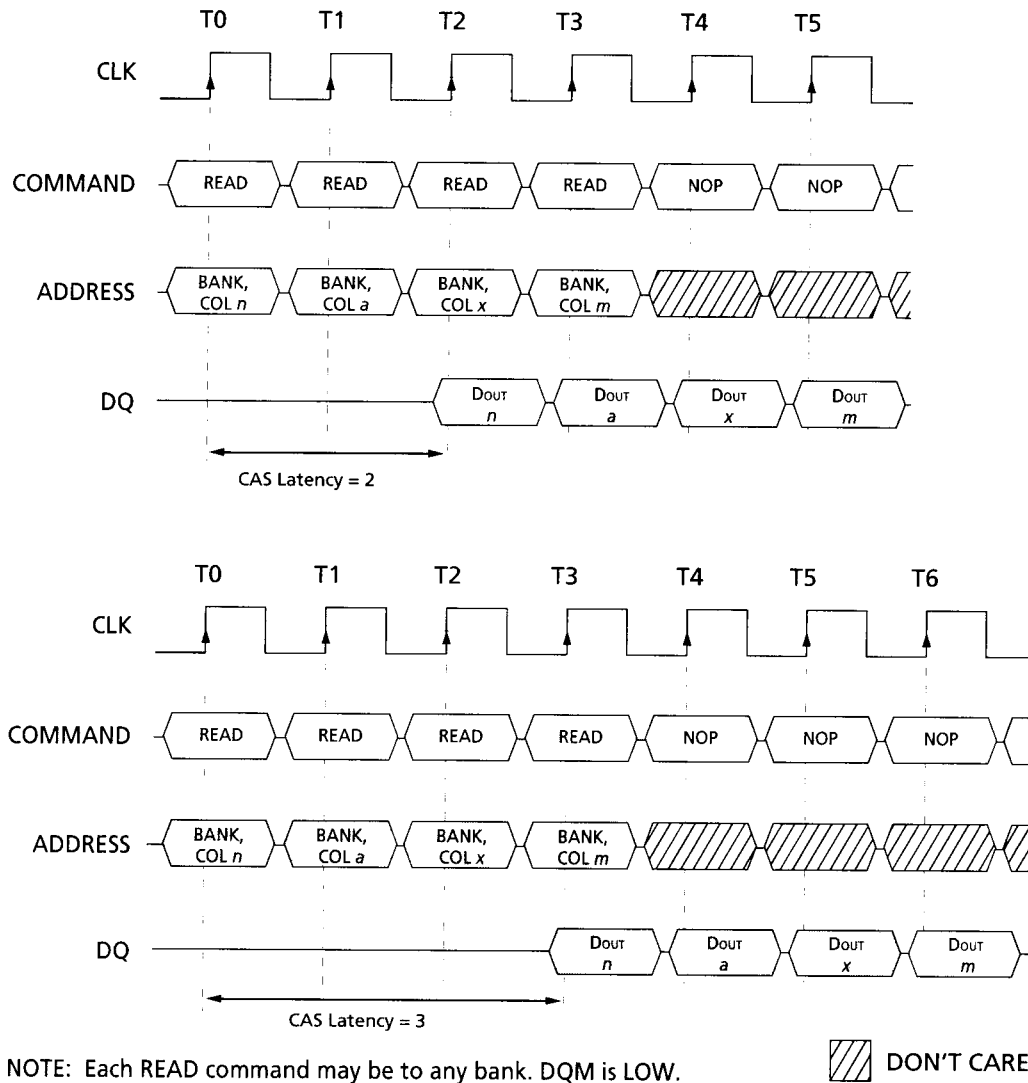 T0 T1 T2 T3 T4 T5
CLK
COMMAND READ READ READ READ NOP NOP
ADDRESS BANK, COL n BANK, COL a BANK, COL x BANK, COL m
DQ DOUT n DOUT a DOUT x DOUT m
CAS Latency = 2
T0 T1 T2 T3 T4 T5 T6
CLK
COMMAND READ READ READ READ NOP NOP NOP
ADDRESS BANK, COL n BANK, COL a BANK, COL x BANK, COL m
DQ DOUT n DOUT a DOUT x DOUT m
CAS Latency = 3
NOTE: Each READ command may be to any bank. DQM is LOW.
DON'T CARE